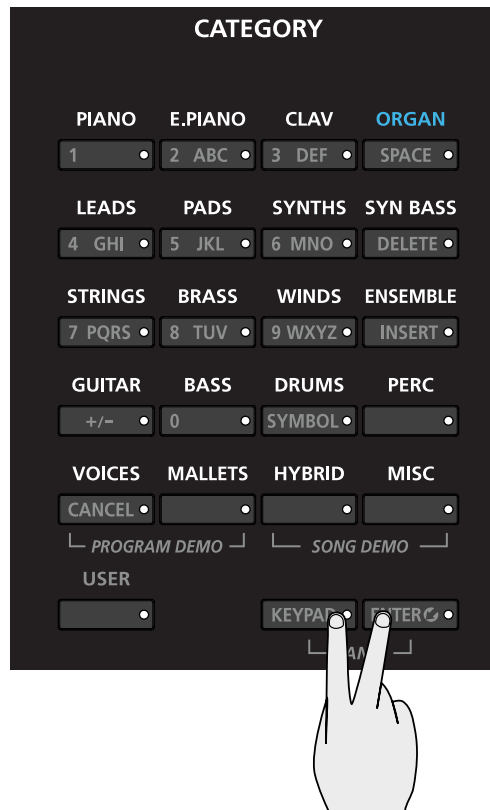 CATEGORY
PIANO E.PIANO CLAV ORGAN
1 2 ABC 3 DEF SPACE
LEADS PADS SYNTHS SYN BASS
4 GHI 5 JKL 6 MNO DELETE
STRINGS BRASS WINDS ENSEMBLE
7 PQRS 8 TUV 9 WXYZ INSERT
GUITAR BASS DRUMS PERC
+/- 0 SYMBOL
VOICES MALLETS HYBRID MISC
CANCEL
PROGRAM DEMO SONG DEMO
USER
KEYPAD ENTER